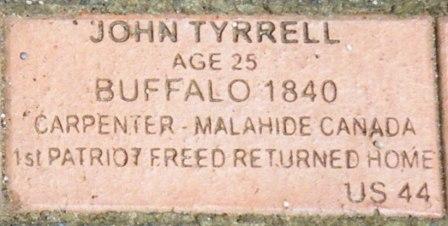 JOHN TYRRELL
AGE 25
BUFFALO 1840
CARPENTER - MALAHIDE CANADA
1st PATRIOT FREED RETURNED HOME
US 44